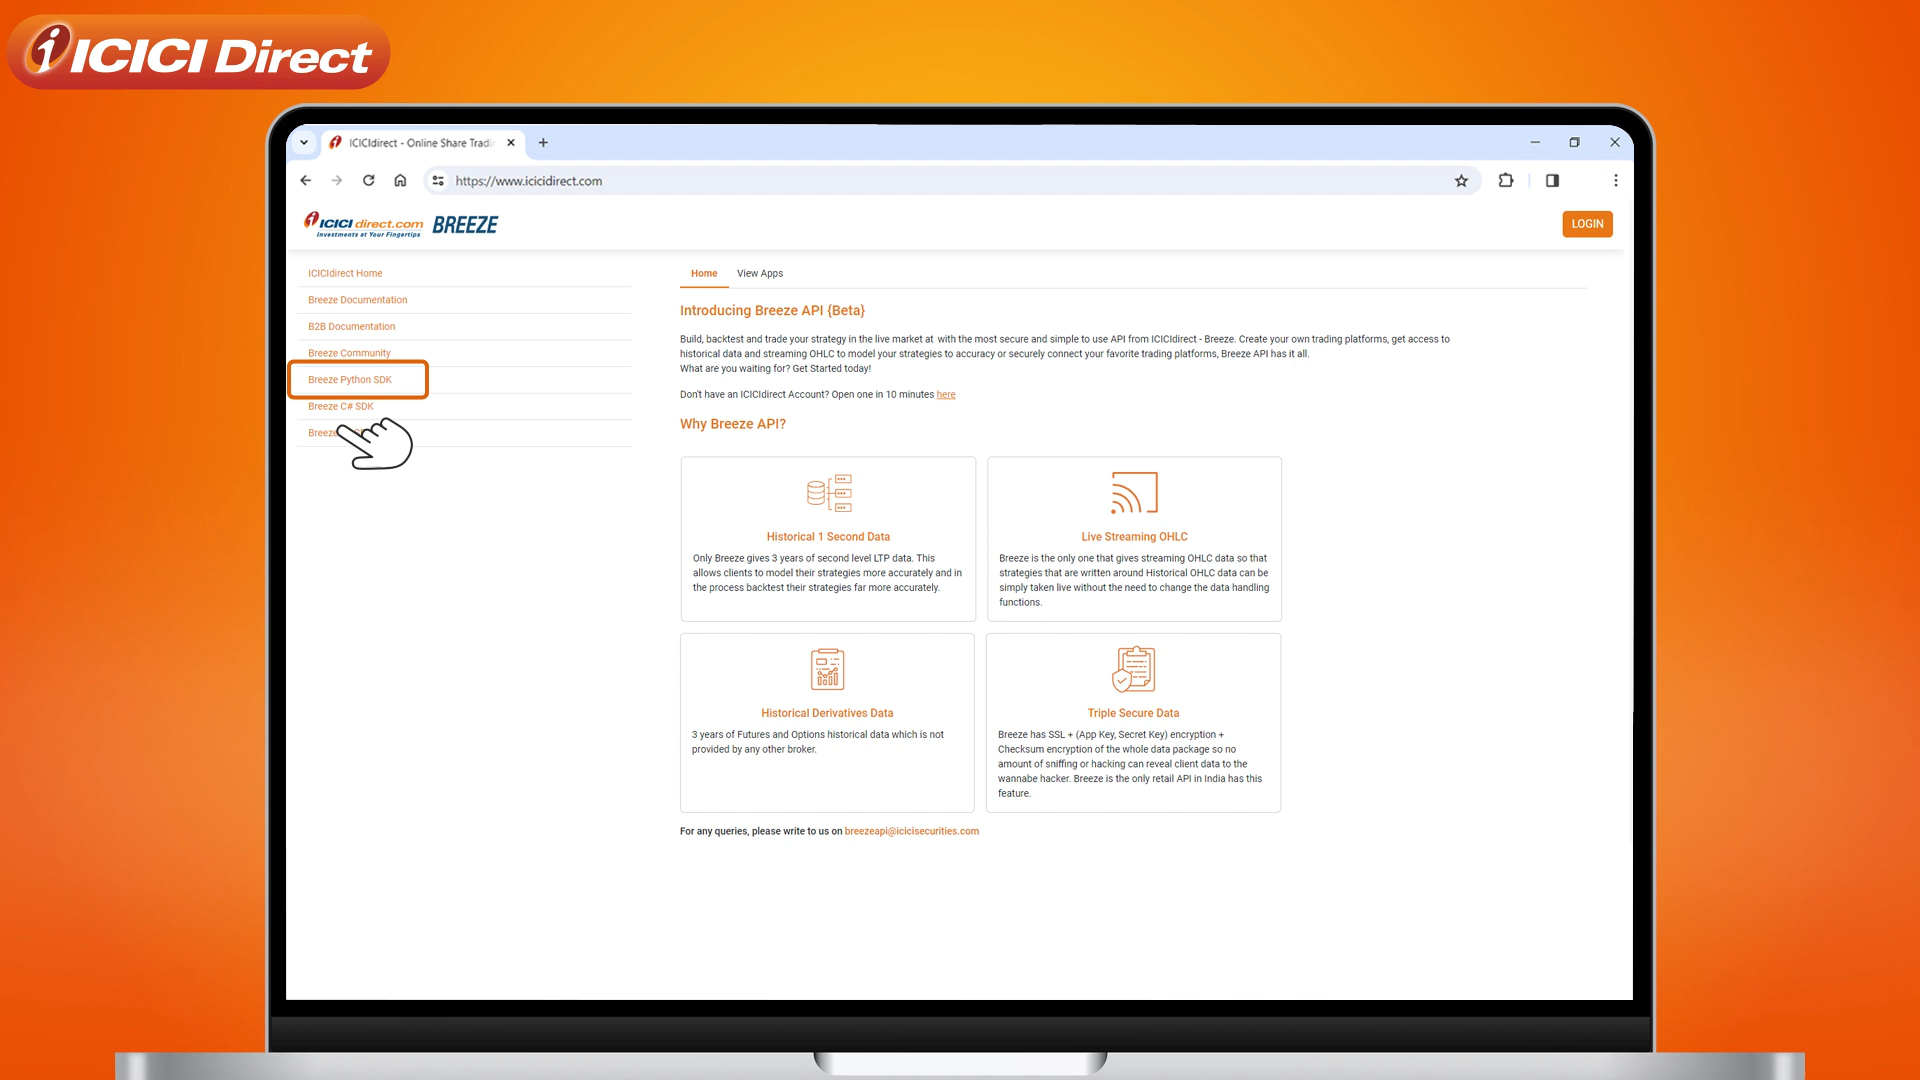 ICICI Direct
ICICIdirect - Online Share Tradin
https://www.icicidirect.com
ICICI direct.com BREEZE
Investments at Your Fingertips
LOGIN
ICICIdirect Home
Breeze Documentation
B2B Documentation
Breeze Community
Breeze Python SDK
Breeze C# SDK
Breeze
Home View Apps
Introducing Breeze API {Beta}
Build, backtest and trade your strategy in the live market at with the most secure and simple to use API from ICICIdirect - Breeze. Create your own trading platforms, get access to
historical data and streaming OHLC to model your strategies to accuracy or securely connect your favorite trading platforms, Breeze API has it all.
What are you waiting for? Get Started today!
Don't have an ICICIdirect Account? Open one in 10 minutes here
Why Breeze API?
Historical 1 Second Data
Only Breeze gives 3 years of second level LTP data. This
allows clients to model their strategies more accurately and in
the process backtest their strategies far more accurately.
Live Streaming OHLC
Breeze is the only one that gives streaming OHLC data so that
strategies that are written around Historical OHLC data can be
simply taken live without the need to change the data handling
functions.
Historical Derivatives Data
3 years of Futures and Options historical data which is not
provided by any other broker.
Triple Secure Data
Breeze has SSL + (App Key, Secret Key) encryption +
Checksum encryption of the whole data package so no
amount of sniffing or hacking can reveal client data to the
wannabe hacker. Breeze is the only retail API in India has this
feature.
For any queries, please write to us on breezeapi@icicisecurities.com